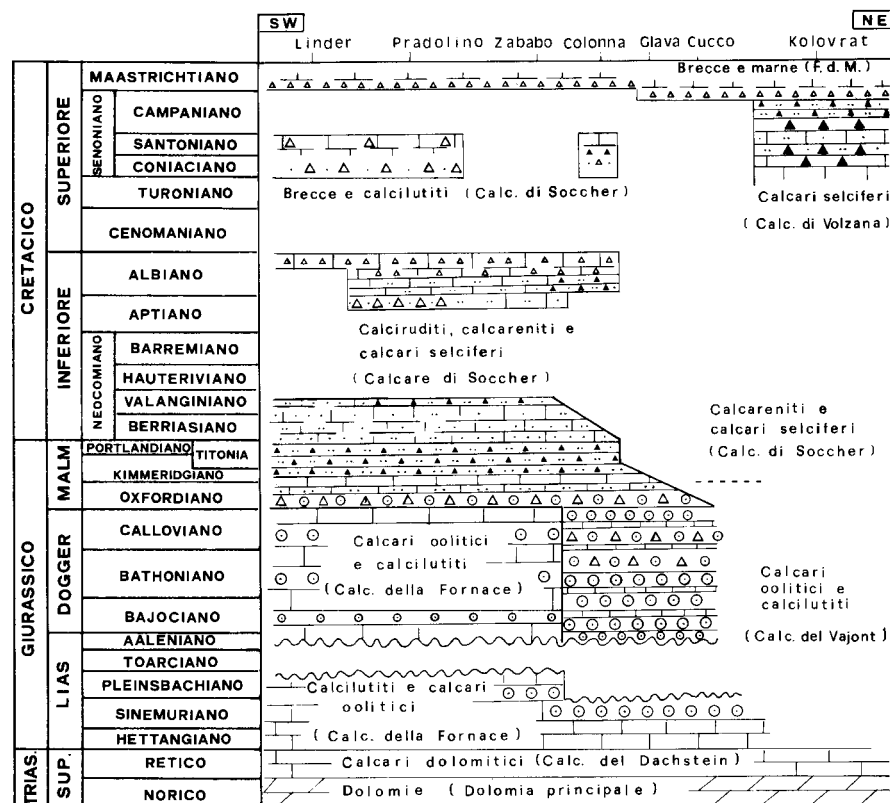 SW
NE
Linder Pradolino Zababo Colonna Glava Cucco Kolovrat
Brecce e marne (F. d. M.)
CRETACICO
SUPERIORE
SENONIANO
MAASTRICHTIANO
CAMPANIANO
SANTONIANO
CONIACIANO
TURONIANO
CENOMANIANO
Brecce e calcilutiti (Calc. di Soccher)
Calcari selciferi
(Calc. di Volzana)
INFERIORE
NEOCOMIANO
ALBIANO
APTIANO
BARREMIANO
HAUTERIVIANO
VALANGINIANO
BERRIASIANO
Calciruditi, calcareniti e
calcari selciferi
(Calcare di Soccher)
Calcareniti e
calcari selciferi
(Calc. di Soccher)
GIURASSICO
MALM
PORTLANDIANO
TITONIA
KIMMERIDGIANO
OXFORDIANO
DOGGER
CALLOVIANO
BATHONIANO
BAJOCIANO
AALENIANO
Calcari oolitici
e calcilutiti
(Calc. della Fornace)
Calcari
oolitici e
calcilutiti
(Calc. del Vajont)
LIAS
TOARCIANO
PLEINSBACHIANO
SINEMURIANO
HETTANGIANO
Calcilutiti e calcari
oolitici
(Calc. della Fornace)
TRIAS.
SUP.
RETICO
NORICO
Calcari dolomitici (Calc. del Dachstein)
Dolomie (Dolomia principale)